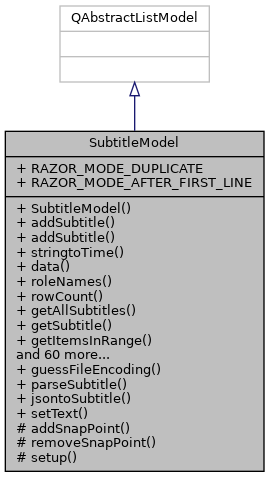 QAbstractListModel
SubtitleModel
+ RAZOR_MODE_DUPLICATE
+ RAZOR_MODE_AFTER_FIRST_LINE
+ SubtitleModel()
+ addSubtitle()
+ addSubtitle()
+ stringtoTime()
+ data()
+ roleNames()
+ rowCount()
+ getAllSubtitles()
+ getSubtitle()
+ getItemsInRange()
and 60 more...
+ guessFileEncoding()
+ parseSubtitle()
+ jsontoSubtitle()
+ setText()
# addSnapPoint()
# removeSnapPoint()
# setup()